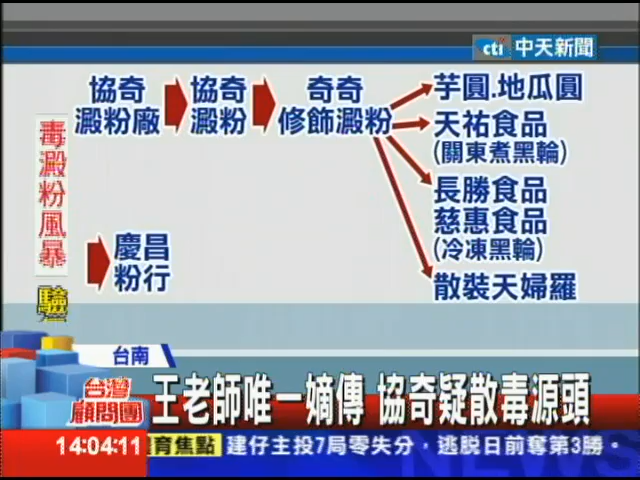 cti 中天新聞
協奇
澱粉廠
協奇
澱粉
奇奇
修飾澱粉
芋圓.地瓜圓
天祐食品
(關東煮黑輪)
長勝食品
慈惠食品
(冷凍黑輪)
散裝天婦羅
慶昌
粉行
毒澱粉風暴
台南
台灣
顧問團
王老師唯一嫡傳 協奇疑散毒源頭
14:04:11
育焦點 建仔主投7局零失分，逃脫日前奪第3勝。
NEWS